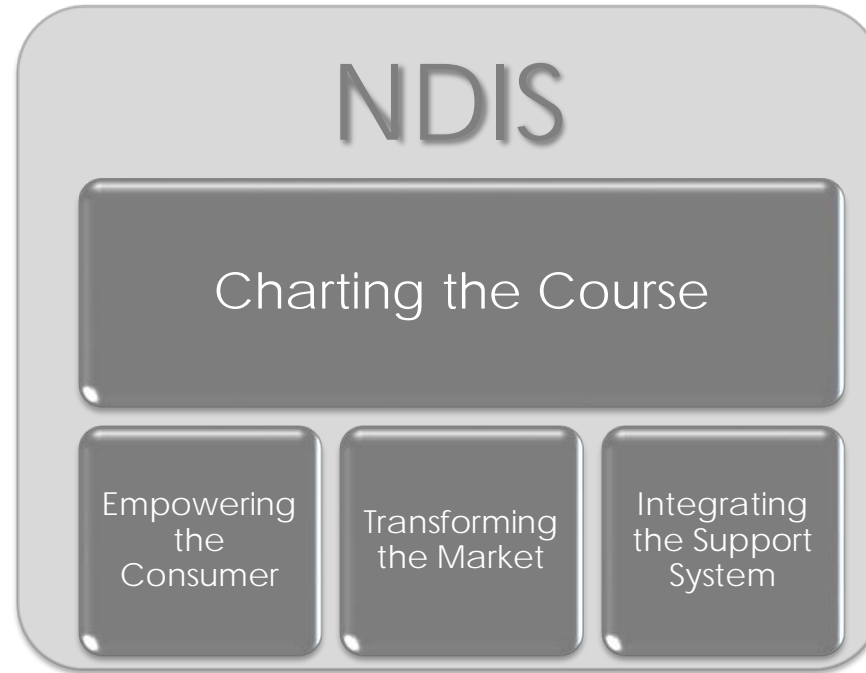 NDIS
Charting the Course
Empowering
the
Consumer
Transforming
the Market
Integrating
the Support
System